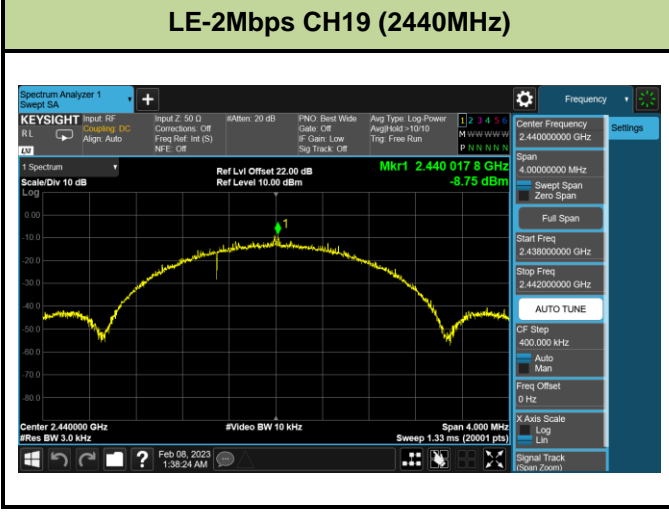 LE-2Mbps CH19 (2440MHz)
Spectrum Analyzer 1
Swept SA
+
Frequency
KEYSIGHT
RL
LXI
Input: RF
Coupling: DC
Align: Auto
Input Z: 50 Ω
Corrections: Off
Freq Ref: Int (S)
NFE: Off
#Atten: 20 dB
PNO: Best Wide
Gate: Off
IF Gain: Low
Sig Track: Off
Avg Type: Log-Power
Avg|Hold >10/10
Trig: Free Run
1 2 3 4 5 6
M W W W W W
P N N N N N
1 Spectrum
Scale/Div 10 dB
Ref Lvl Offset 22.00 dB
Ref Level 10.00 dBm
Mkr1 2.440 017 8 GHz
-8.75 dBm
Log
0.00
-10.0
-20.0
-30.0
-40.0
-50.0
-60.0
-70.0
-80.0
1
Center 2.440000 GHz
#Res BW 3.0 kHz
#Video BW 10 kHz
Span 4.000 MHz
Sweep 1.33 ms (20001 pts)
Center Frequency
2.440000000 GHz
Settings
Span
4.00000000 MHz
Swept Span
Zero Span
Full Span
Start Freq
2.438000000 GHz
Stop Freq
2.442000000 GHz
AUTO TUNE
CF Step
400.000 kHz
Auto
Man
Freq Offset
0 Hz
X Axis Scale
Log
Lin
Signal Track
(Span Zoom)
?
Feb 08, 2023
1:38:24 AM